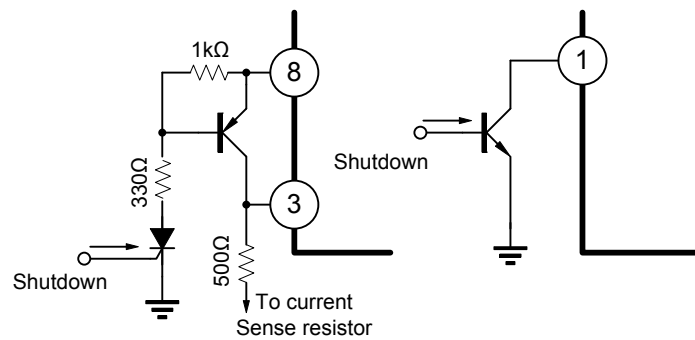 1kΩ
8
1
330Ω
Shutdown
3
500Ω
Shutdown
To current
Sense resistor